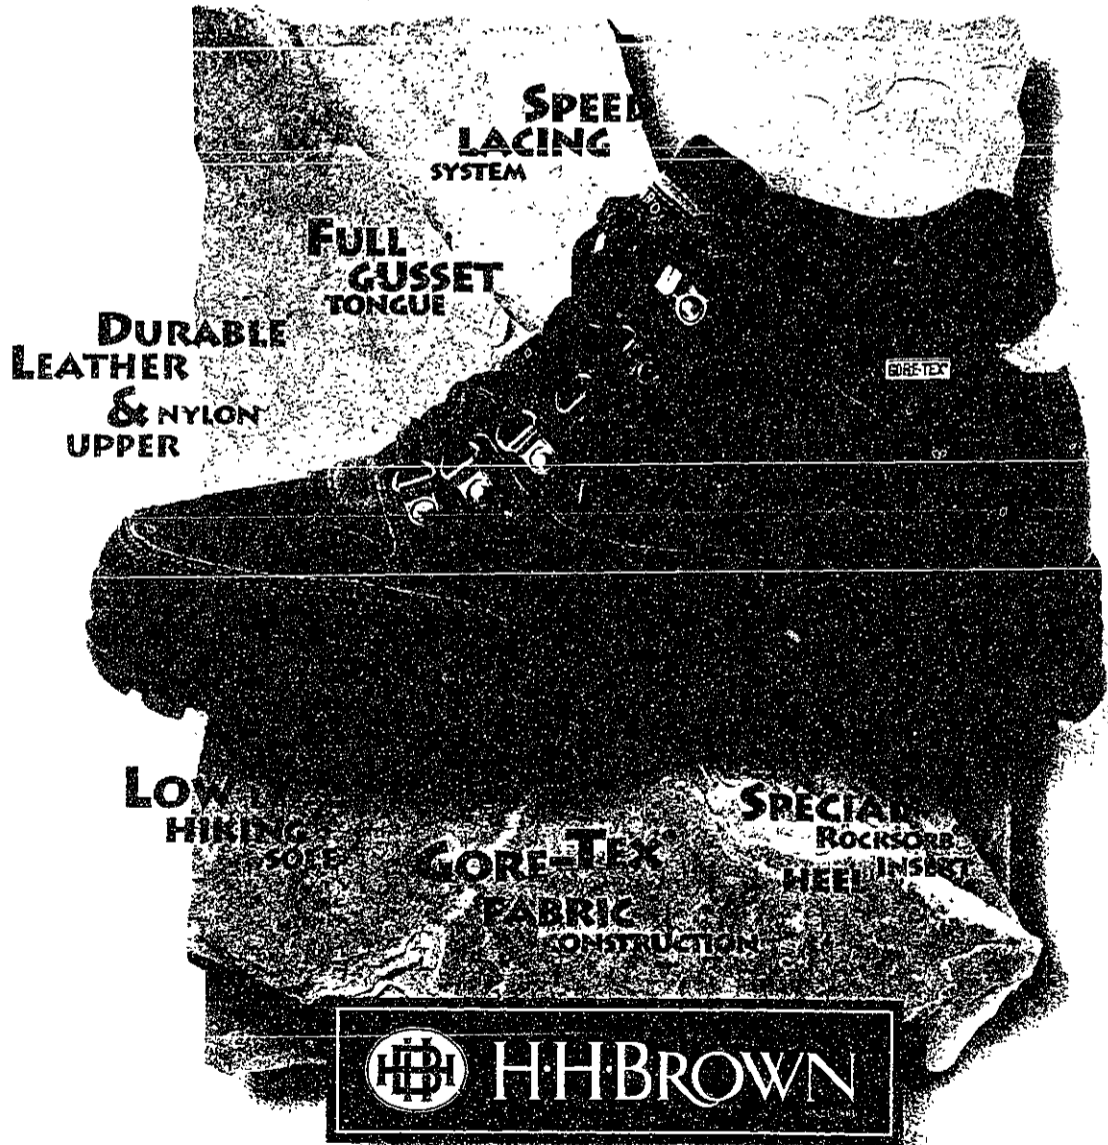 SPEED
LACING
SYSTEM
FULL
GUSSET
TONGUE
DURABLE
LEATHER
& NYLON
UPPER
GORE-TEX
LOW
HIKING
SOLE
GORE-TEX
FABRIC
CONSTRUCTION
SPECIAL
ROCKSORB
HEEL INSERT
HBH
H·H·BROWN